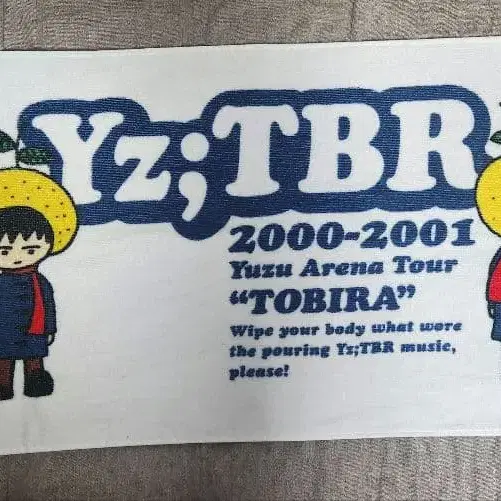 Yz;TBR
2000-2001
Yuzu Arena Tour
“TOBIRA”
Wipe your body what wore
the pouring Yz;TBR music,
please!